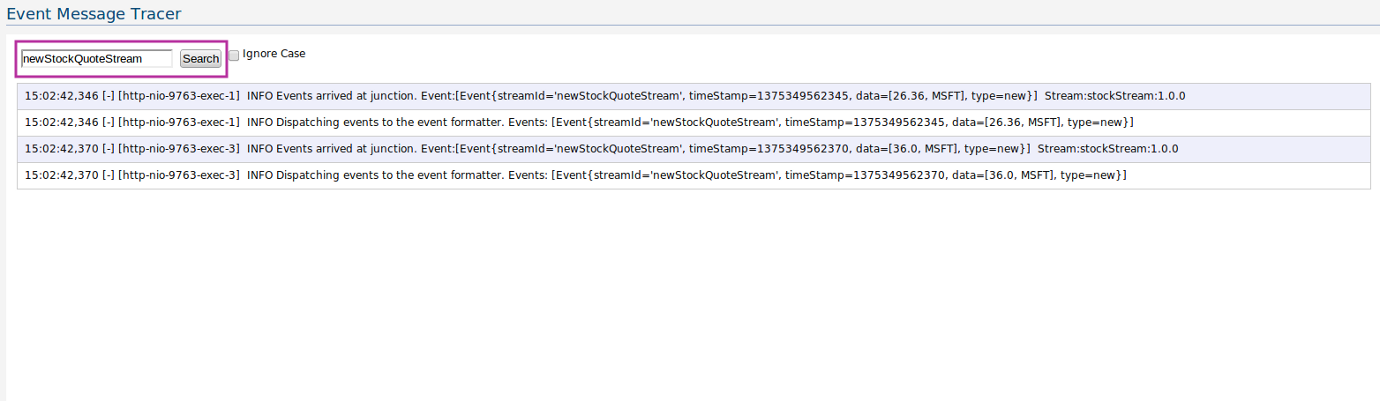 Event Message Tracer
newStockQuoteStream Search Ignore Case
15:02:42,346 [-] [http-nio-9763-exec-1] INFO Events arrived at junction. Event:[Event{streamId='newStockQuoteStream', timeStamp=1375349562345, data=[26.36, MSFT], type=new}] Stream:stockStream:1.0.0
15:02:42,346 [-] [http-nio-9763-exec-1] INFO Dispatching events to the event formatter. Events: [Event{streamId='newStockQuoteStream', timeStamp=1375349562345, data=[26.36, MSFT], type=new}]
15:02:42,370 [-] [http-nio-9763-exec-3] INFO Events arrived at junction. Event:[Event{streamId='newStockQuoteStream', timeStamp=1375349562370, data=[36.0, MSFT], type=new}] Stream:stockStream:1.0.0
15:02:42,370 [-] [http-nio-9763-exec-3] INFO Dispatching events to the event formatter. Events: [Event{streamId='newStockQuoteStream', timeStamp=1375349562370, data=[36.0, MSFT], type=new}]